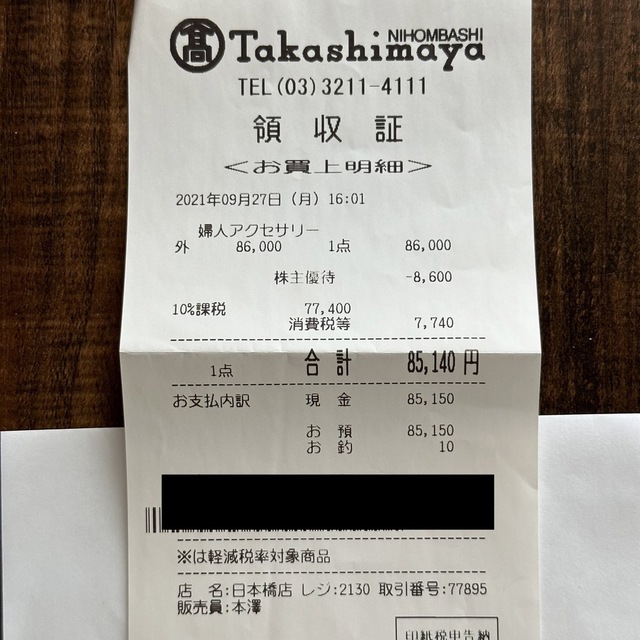 髙 Takashimaya NIHOMBASHI
TEL(03)3211-4111
領 収 証
<お買上明細>
2021年09月27日(月)16:01
婦人アクセサリー
外 86,000 1点 86,000
株主優待 -8,600
10%課税 77,400
消費税等 7,740
1点 合 計 85,140 円
お支払内訳 現 金 85,150
お 預 85,150
お 釣 10
※は軽減税率対象商品
店 名:日本橋店 レジ:2130 取引番号:77895
販売員:本澤
印紙税申告納